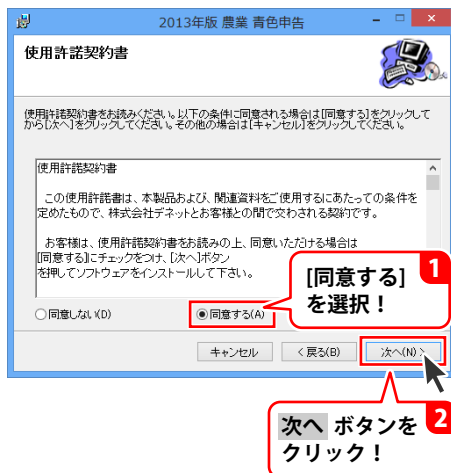 2013年版 農業 青色申告
使用許諾契約書
使用許諾契約書をお読みください。以下の条件に同意される場合は[同意する]をクリックして
から[次へ]をクリックしてください。その他の場合は[キャンセル]をクリックしてください。
使用許諾契約書
この使用許諾書は、本製品および、関連資料をご使用するにあたっての条件を
定めたもので、株式会社デネットとお客様との間で交わされる契約です。
お客様は、使用許諾契約書をお読みの上、同意いただける場合は
[同意する]にチェックをつけ、[次へ]ボタン
を押してソフトウェアをインストールして下さい。
[同意する] 1
を選択！
同意しない(D) 同意する(A)
キャンセル < 戻る(B) 次へ(N) >
次へ ボタンを 2
クリック！